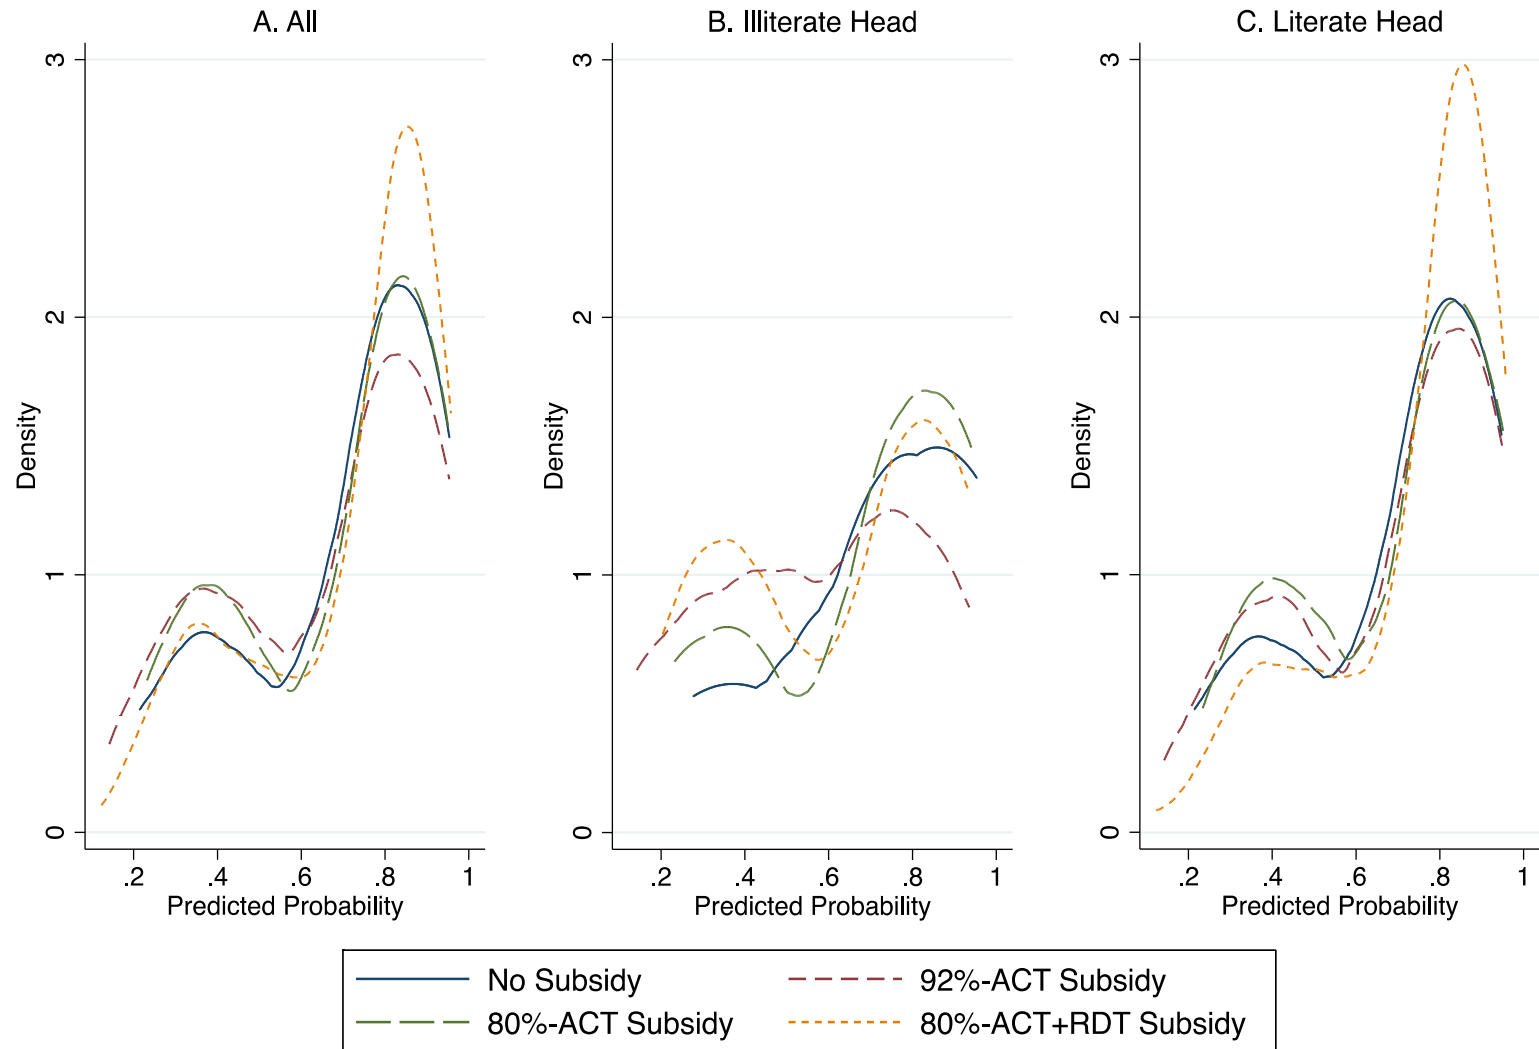 A. All
B. Illiterate Head
C. Literate Head
Density
3
2
1
0
.2 .4 .6 .8 1
Predicted Probability
Density
3
2
1
0
.2 .4 .6 .8 1
Predicted Probability
Density
3
2
1
0
.2 .4 .6 .8 1
Predicted Probability
No Subsidy
92%-ACT Subsidy
80%-ACT Subsidy
80%-ACT+RDT Subsidy